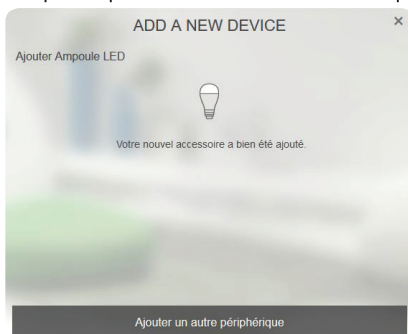 ADD A NEW DEVICE
×
Ajouter Ampoule LED
Votre nouvel accessoire a bien été ajouté.
Ajouter un autre périphérique